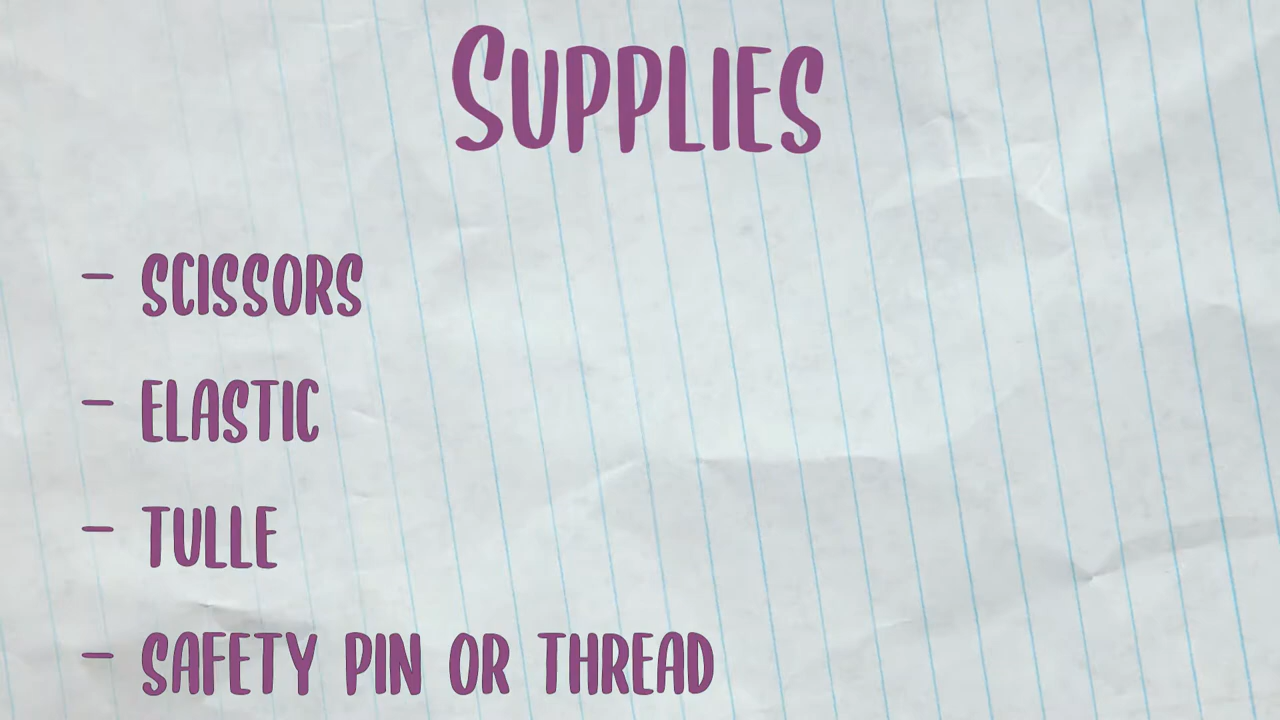 SUPPLIES
- SCISSORS
- ELASTIC
- TULLE
- SAFETY PIN OR THREAD